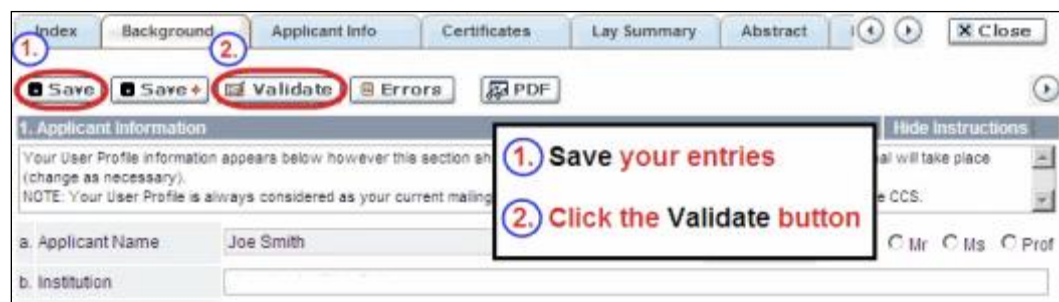 Index Background Applicant Info Certificates Lay Summary Abstract Close
1. 2.
Save Save+ Validate Errors PDF
1. Applicant Information Hide Instructions
Your User Profile information appears below however this section sh al will take place
(change as necessary).
NOTE: Your User Profile is always considered as your current maling e CCS.
1. Save your entries
2. Click the Validate button
a. Applicant Name Joe Smith Mr Ms Prof
b. Institution